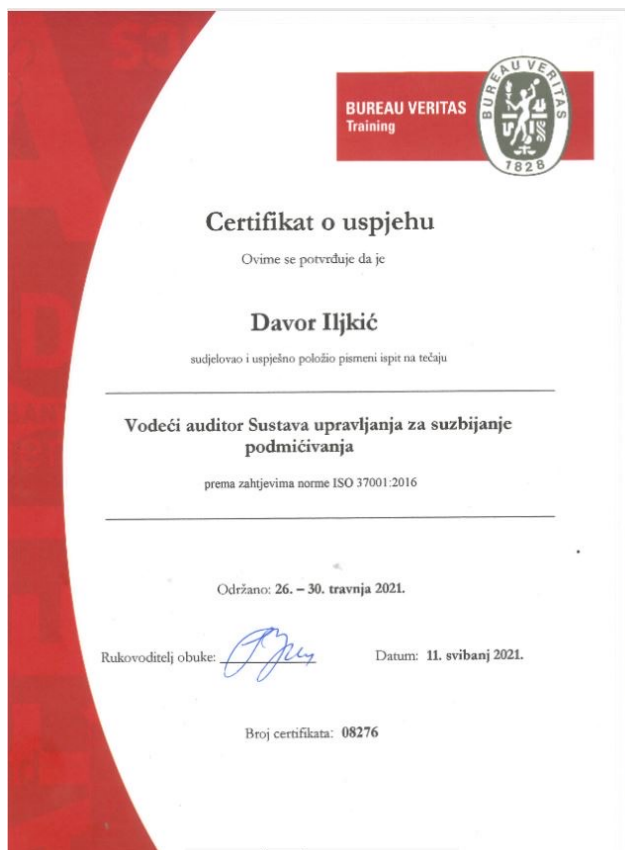 BUREAU VERITAS
Training
BUREAU VERITAS
1828
Certifikat o uspjehu
Ovime se potvrđuje da je
Davor Iljkić
sudjelovao i uspješno položio pismeni ispit na tečaju
Vodeći auditor Sustava upravljanja za suzbijanje
podmićivanja
prema zahtjevima norme ISO 37001:2016
Održano: 26. – 30. travnja 2021.
Rukovoditelj obuke:
Datum: 11. svibanj 2021.
Broj certifikata: 08276